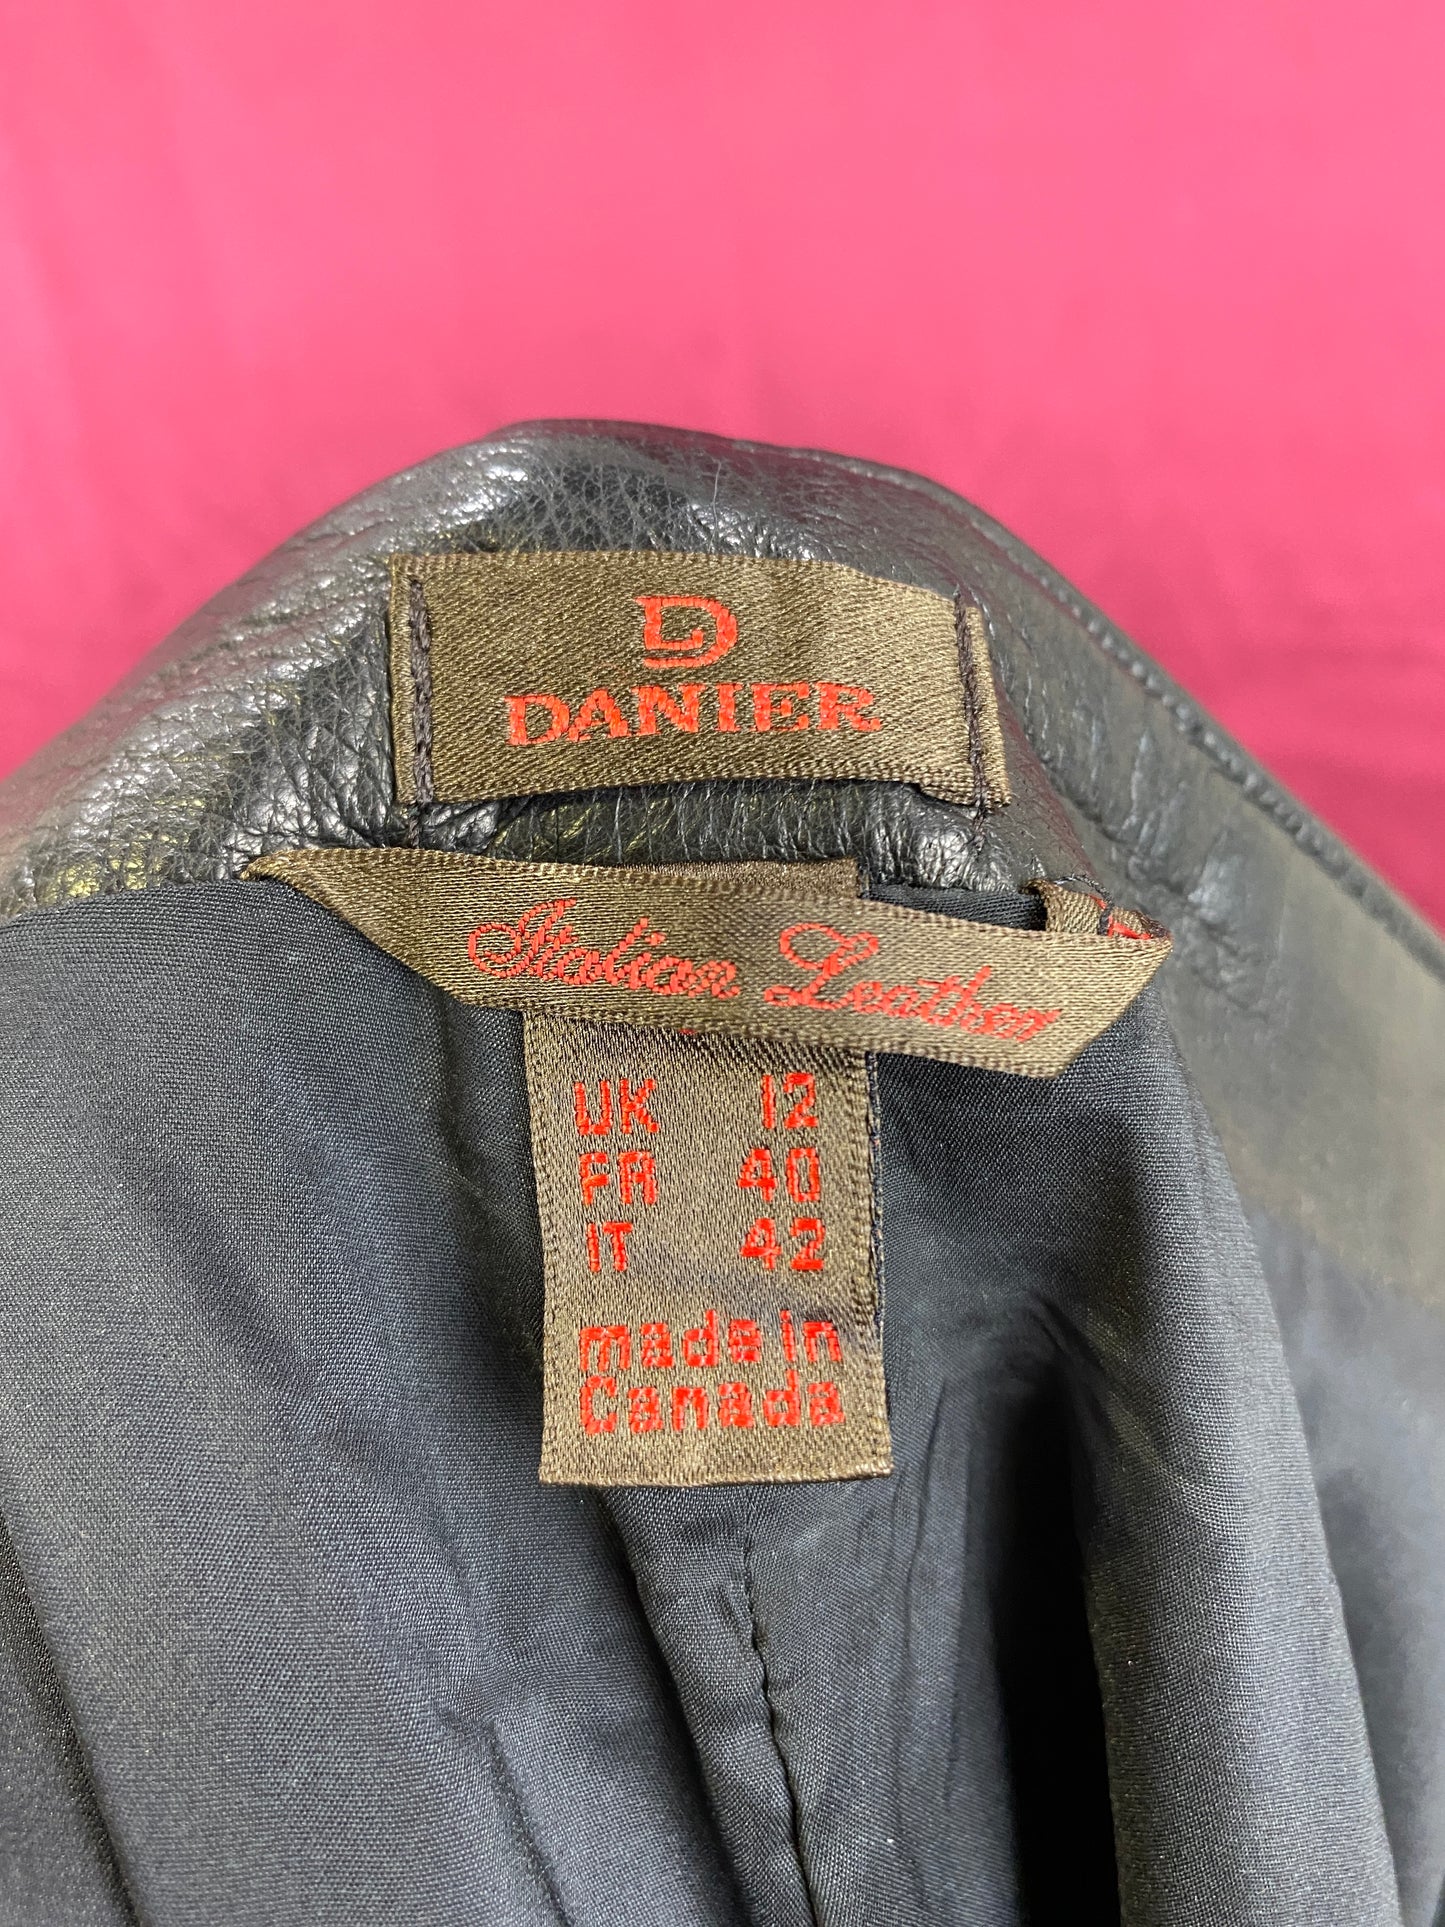 D
DANIER
Italian Leather
UK 12
FR 40
IT 42
made in
Canada